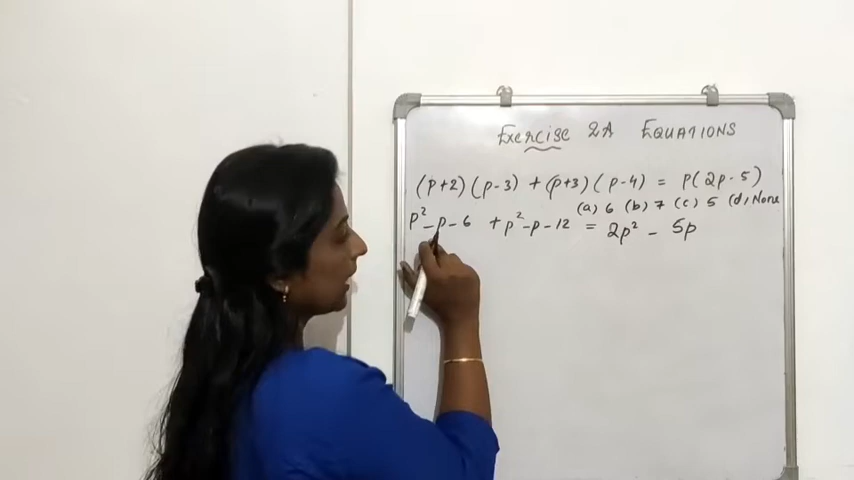 Exercise 2A EQUATIONS
(p+2)(p-3) + (p+3)(p-4) = p(2p-5)
(a) 6 (b) 7 (c) 5 (d) None
p² - p - 6 + p² - p - 12 = 2p² - 5p